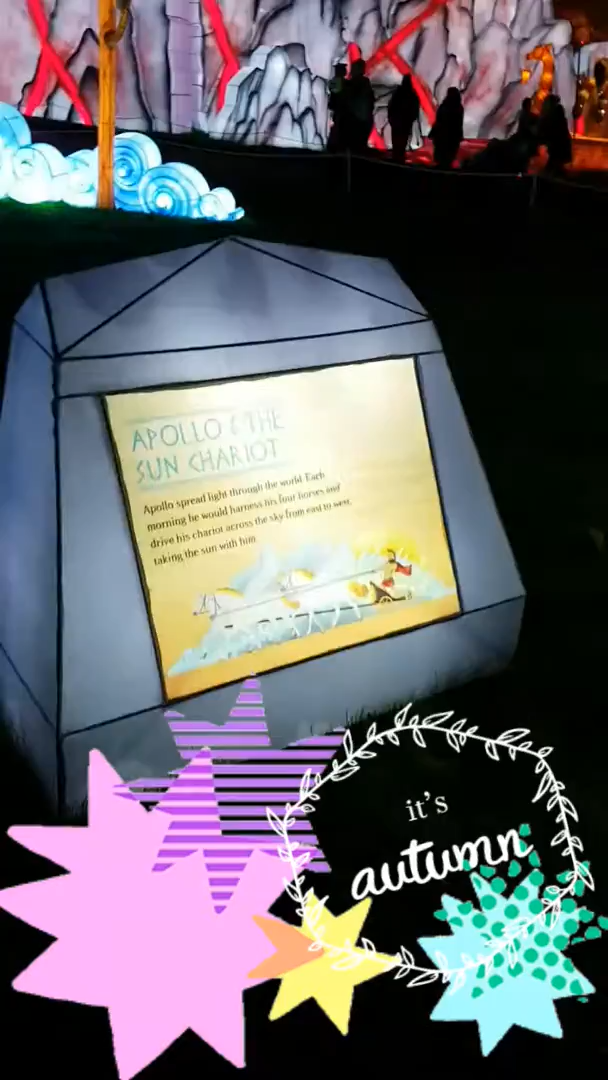 APOLLO & THE
SUN CHARIOT
Apollo spread light through the world Each
morning he would harness his four horses and
drive his chariot across the sky from east to west,
taking the sun with him.
it's
autumn